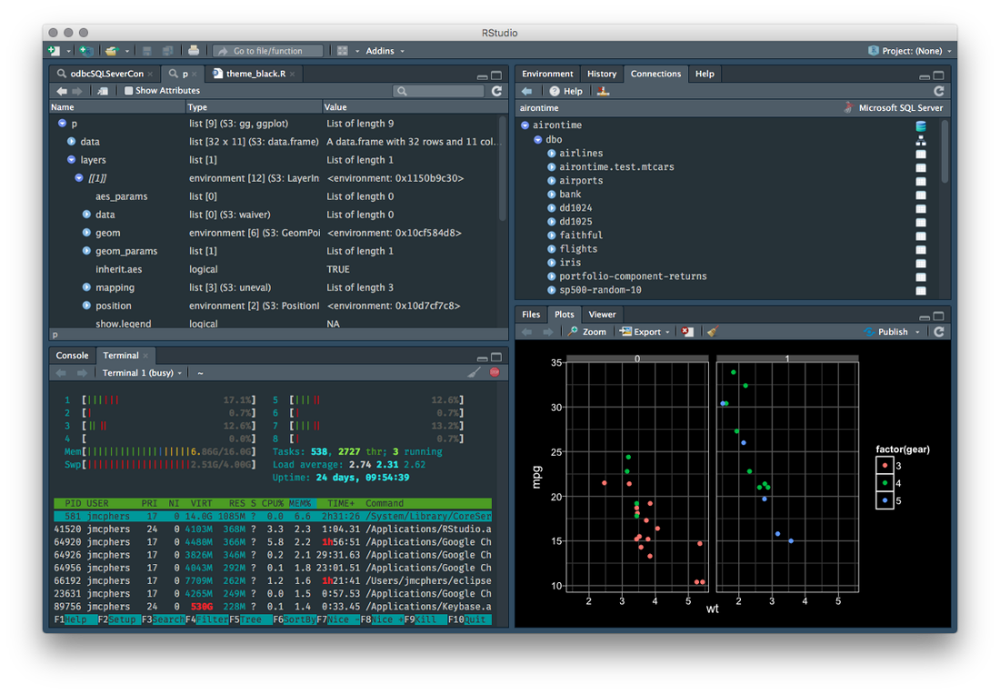 RStudio
Go to file/function
Addins
Project: (None)
odbcSQLSeverCon
p
theme_black.R
Show Attributes
Name Type Value
p list [9] (S3: gg, ggplot) List of length 9
data list [32 x 11] (S3: data.frame) A data.frame with 32 rows and 11 col...
layers list [1] List of length 1
[[1]] environment [12] (S3: LayerIn <environment: 0x1150b9c30>
aes_params list [0] List of length 0
data list [0] (S3: waiver) List of length 0
geom environment [6] (S3: GeomPoi <environment: 0x10cf584d8>
geom_params list [1] List of length 1
inherit.aes logical TRUE
mapping list [3] (S3: uneval) List of length 3
position environment [2] (S3: PositionI <environment: 0x10d7cf7c8>
show.legend logical NA
p
Console Terminal
Terminal 1 (busy) ~
1 [||||||| 17.1%] 5 [|||||| 12.6%]
2 [| 0.7%] 6 [| 0.7%]
3 [|||| 12.6%] 7 [|||||| 13.2%]
4 [ 0.0%] 8 [| 0.7%]
Mem[||||||||||||||||||||6.86G/16.0G] Tasks: 538, 2727 thr; 3 running
Swp[||||||||||||||||||||2.51G/4.00G] Load average: 2.74 2.31 2.62
Uptime: 24 days, 09:54:39
PID USER PRI NI VIRT RES S CPU% MEM% TIME+ Command
581 jmcphers 17 0 14.0G 1085M ? 0.0 6.6 2h31:26 /System/Library/CoreSer
41520 jmcphers 24 0 4103M 368M ? 3.3 2.3 1:04.31 /Applications/RStudio.a
64920 jmcphers 17 0 4480M 366M ? 5.8 2.2 1h56:51 /Applications/Google Ch
64926 jmcphers 17 0 3826M 346M ? 0.2 2.1 29:31.63 /Applications/Google Ch
64956 jmcphers 17 0 4043M 292M ? 0.1 1.8 23:01.51 /Applications/Google Ch
66192 jmcphers 17 0 7709M 262M ? 1.2 1.6 1h21:41 /Users/jmcphers/eclipse
23631 jmcphers 17 0 4265M 249M ? 0.0 1.5 0:57.53 /Applications/Google Ch
89756 jmcphers 24 0 530G 228M ? 0.1 1.4 0:33.45 /Applications/Keybase.a
F1Help F2Setup F3SearchF4FilterF5Tree F6SortByF7Nice -F8Nice +F9Kill F10Quit
Environment History Connections Help
Help
airontime Microsoft SQL Server
airontime
dbo
airlines
airontime.test.mtcars
airports
bank
dd1024
dd1025
faithful
flights
iris
portfolio-component-returns
sp500-random-10
Files Plots Viewer
Zoom Export Publish
0 1
35
30
25
20
15
10
mpg
2 3 4 5 2 3 4 5
wt
factor(gear)
3
4
5